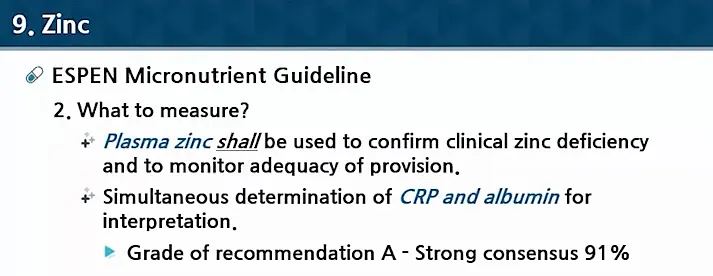 9. Zinc
ESPEN Micronutrient Guideline
2. What to measure?
Plasma zinc shall be used to confirm clinical zinc deficiency
and to monitor adequacy of provision.
Simultaneous determination of CRP and albumin for
interpretation.
Grade of recommendation A - Strong consensus 91%